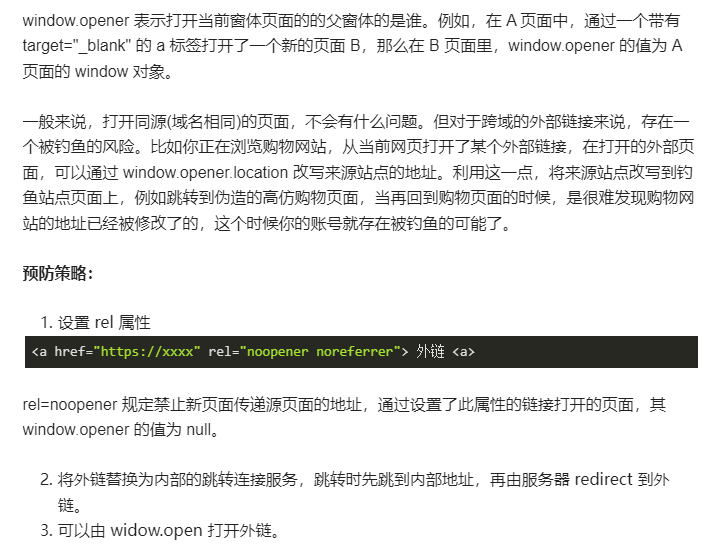 window.opener 表示打开当前窗体页面的的父窗体的是谁。例如，在 A 页面中，通过一个带有
target="_blank" 的 a 标签打开了一个新的页面 B，那么在 B 页面里，window.opener 的值为 A
页面的 window 对象。
一般来说，打开同源(域名相同)的页面，不会有什么问题。但对于跨域的外部链接来说，存在一
个被钓鱼的风险。比如你正在浏览购物网站，从当前网页打开了某个外部链接，在打开的外部页
面，可以通过 window.opener.location 改写来源站点的地址。利用这一点，将来源站点改写到钓
鱼站点页面上，例如跳转到伪造的高仿购物页面，当再回到购物页面的时候，是很难发现购物网
站的地址已经被修改了的，这个时候你的账号就存在被钓鱼的可能了。
预防策略：
1. 设置 rel 属性
<a href="https://xxxx" rel="noopener noreferrer"> 外链 <a>
rel=noopener 规定禁止新页面传递源页面的地址，通过设置了此属性的链接打开的页面，其
window.opener 的值为 null。
2. 将外链替换为内部的跳转连接服务，跳转时先跳到内部地址，再由服务器 redirect 到外
链。
3. 可以由 widow.open 打开外链。